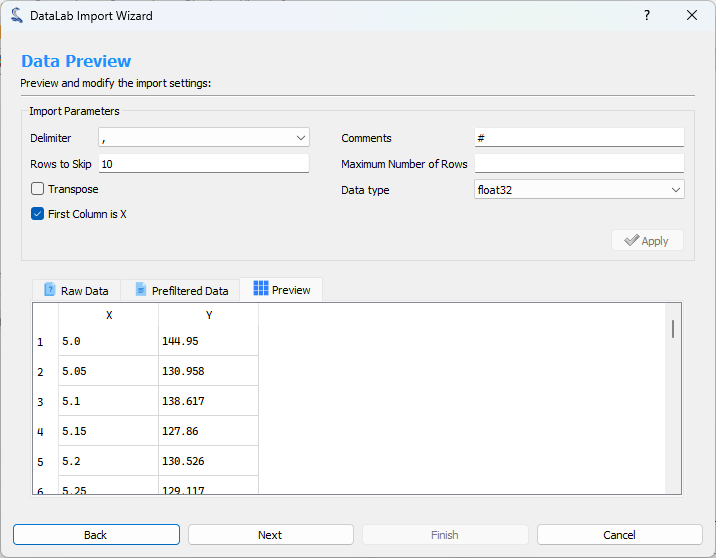 DataLab Import Wizard
?
Data Preview
Preview and modify the import settings:
Import Parameters
Delimiter , Comments #
Rows to Skip 10 Maximum Number of Rows
Transpose Data type float32
First Column is X
Apply
Raw Data Prefiltered Data Preview
X Y
1 5.0 144.95
2 5.05 130.958
3 5.1 138.617
4 5.15 127.86
5 5.2 130.526
6 5.25 129.117
Back Next Finish Cancel